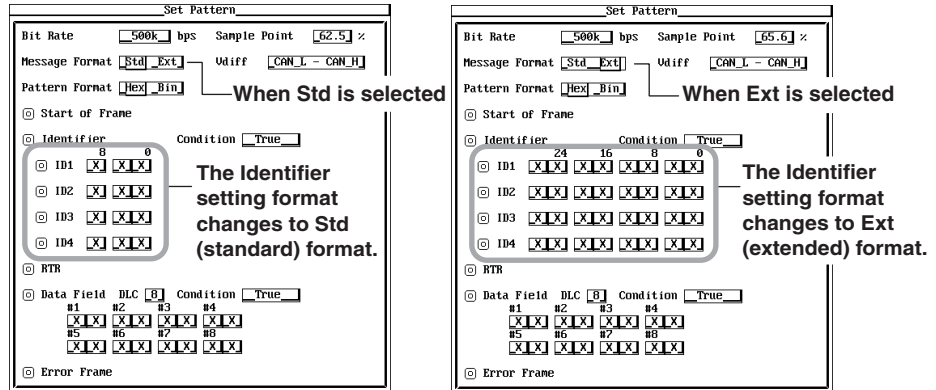 Set Pattern
Bit Rate 500k bps Sample Point 62.5 %
Message Format Std Ext Vdiff CAN_L - CAN_H
Pattern Format Hex Bin
When Std is selected
Start of Frame
Identifier Condition True
8 0
ID1 X X X
ID2 X X X
ID3 X X X
ID4 X X X
The Identifier
setting format
changes to Std
(standard) format.
RTR
Data Field DLC 8 Condition True
#1 #2 #3 #4
X X X X X X X X
#5 #6 #7 #8
X X X X X X X X
Error Frame
Set Pattern
Bit Rate 500k bps Sample Point 65.6 %
Message Format Std Ext Vdiff CAN_L - CAN_H
Pattern Format Hex Bin
When Ext is selected
Start of Frame
Identifier Condition True
24 16 8 0
ID1 X X X X X X X X
ID2 X X X X X X X X
ID3 X X X X X X X X
ID4 X X X X X X X X
The Identifier
setting format
changes to Ext
(extended) format.
RTR
Data Field DLC 8 Condition True
#1 #2 #3 #4
X X X X X X X X
#5 #6 #7 #8
X X X X X X X X
Error Frame